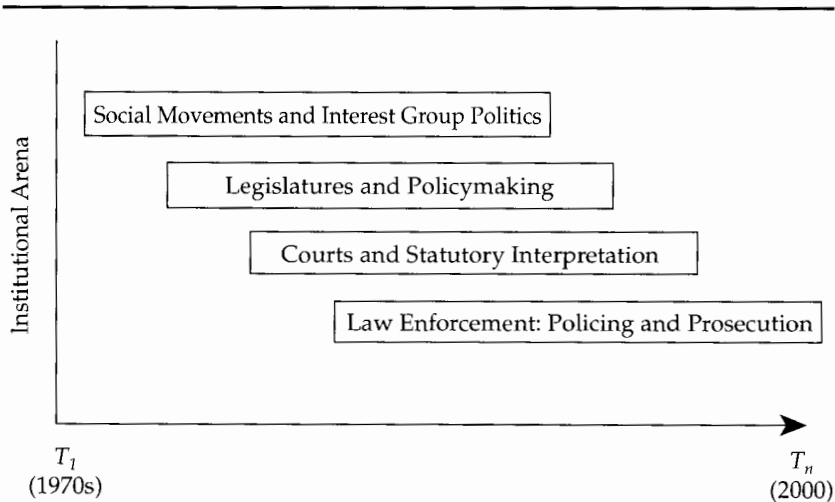 Social Movements and Interest Group Politics
Legislatures and Policymaking
Courts and Statutory Interpretation
Law Enforcement: Policing and Prosecution
Institutional Arena
T1
(1970s)
Tn
(2000)